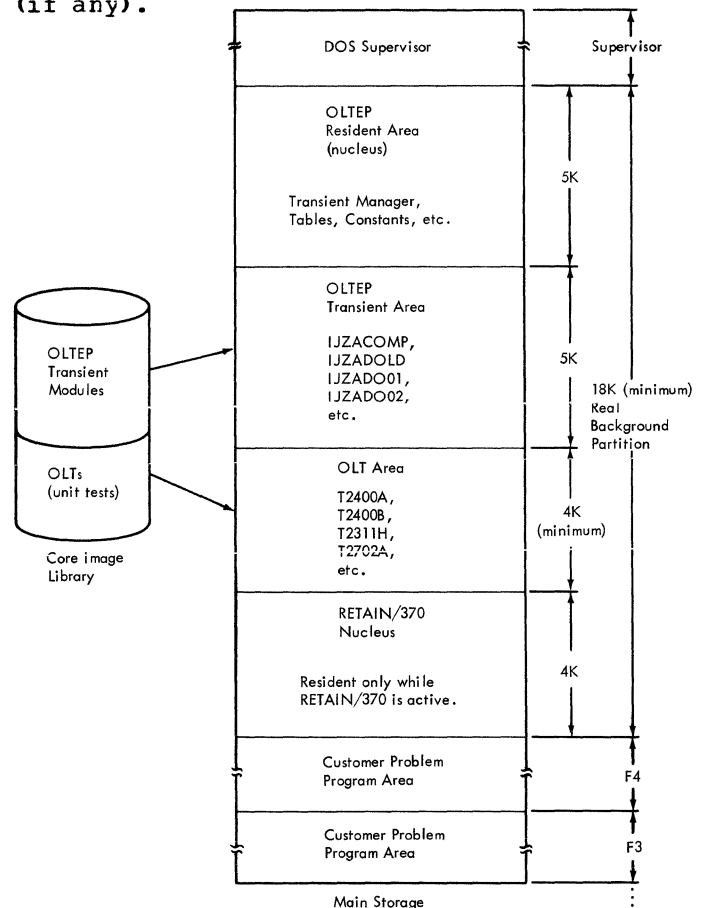 (if any).
DOS Supervisor
Supervisor
OLTEP
Resident Area
(nucleus)
Transient Manager,
Tables, Constants, etc.
5K
OLTEP
Transient Area
IJZACOMP,
IJZADOLD
IJZADO01,
IJZADO02,
etc.
5K
18K (minimum)
Real
Background
Partition
OLTEP
Transient
Modules
OLTs
(unit tests)
Core image
Library
OLT Area
T2400A,
T2400B,
T2311H,
T2702A,
etc.
4K
(minimum)
RETAIN/370
Nucleus
Resident only while
RETAIN/370 is active.
4K
Customer Problem
Program Area
F4
Customer Problem
Program Area
F3
Main Storage